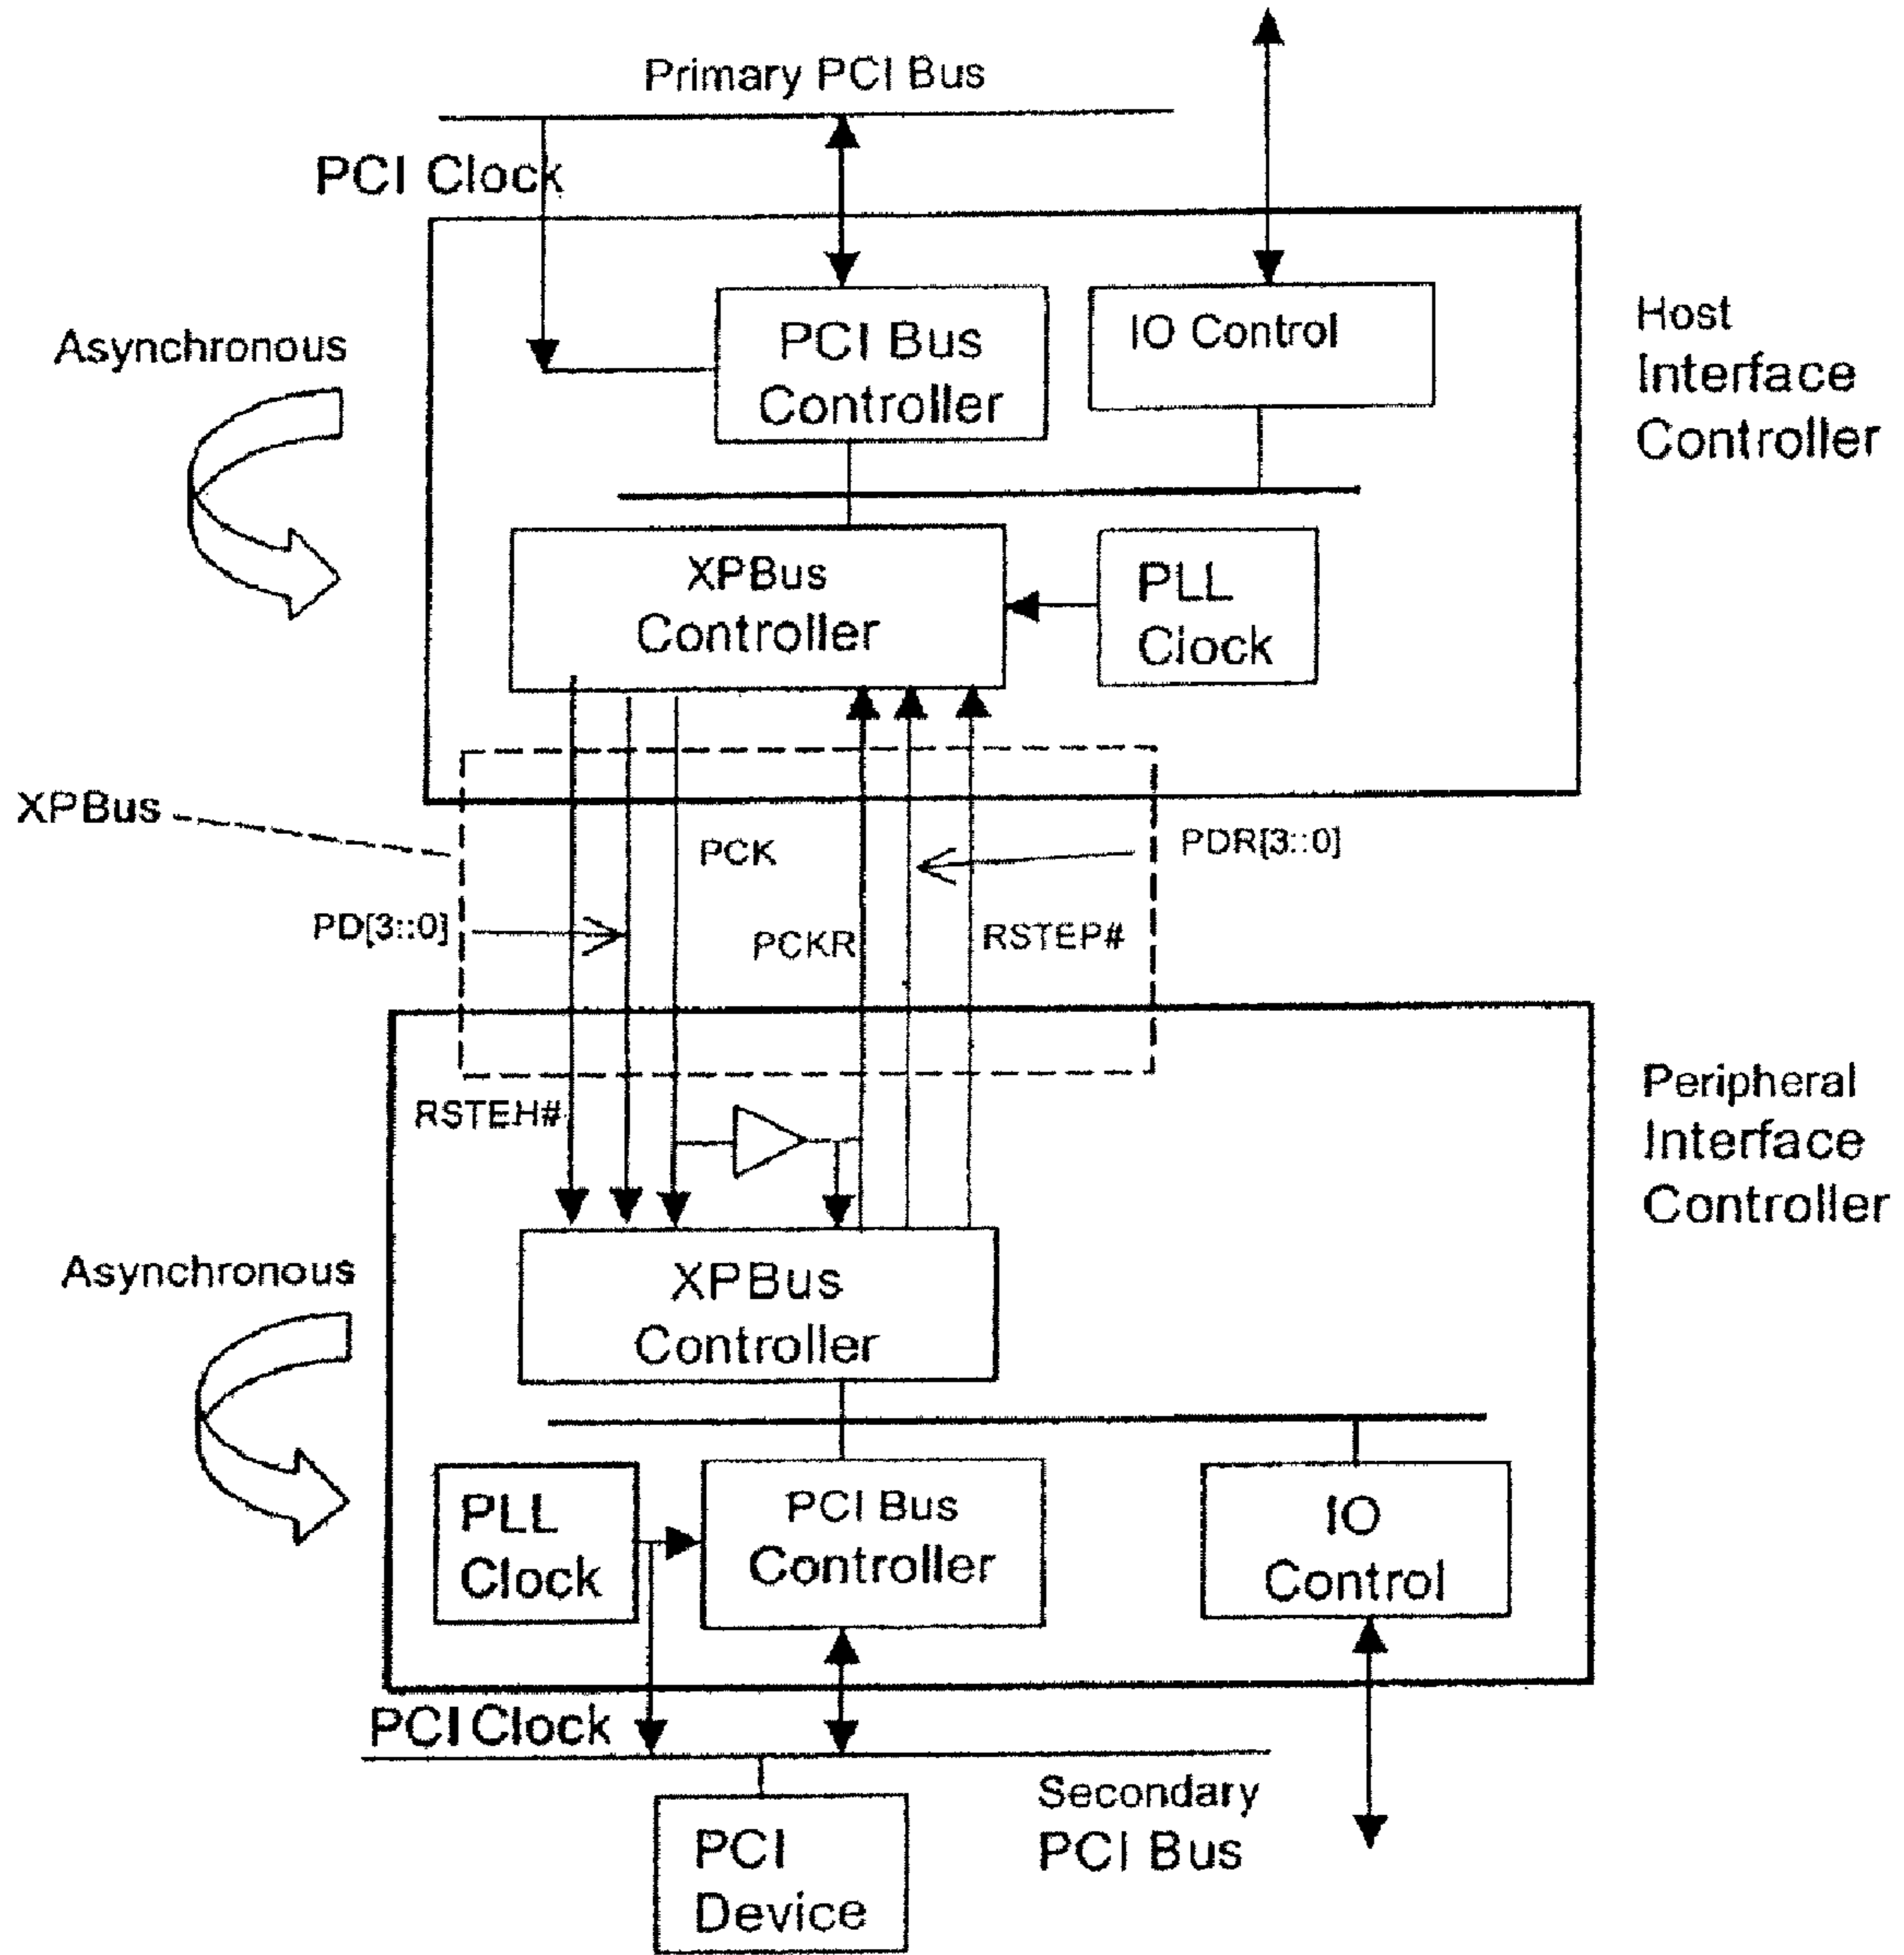 Primary PCI Bus
PCI Clock
PCI Bus
Controller
IO Control
Host
Interface
Controller
Asynchronous
XPBus
Controller
PLL
Clock
XPBus
PCK
PDR[3::0]
PD[3::0]
PCKR
RSTEP#
RSTEH#
Peripheral
Interface
Controller
Asynchronous
XPBus
Controller
PLL
Clock
PCI Bus
Controller
IO
Control
PCI Clock
Secondary
PCI Bus
PCI
Device